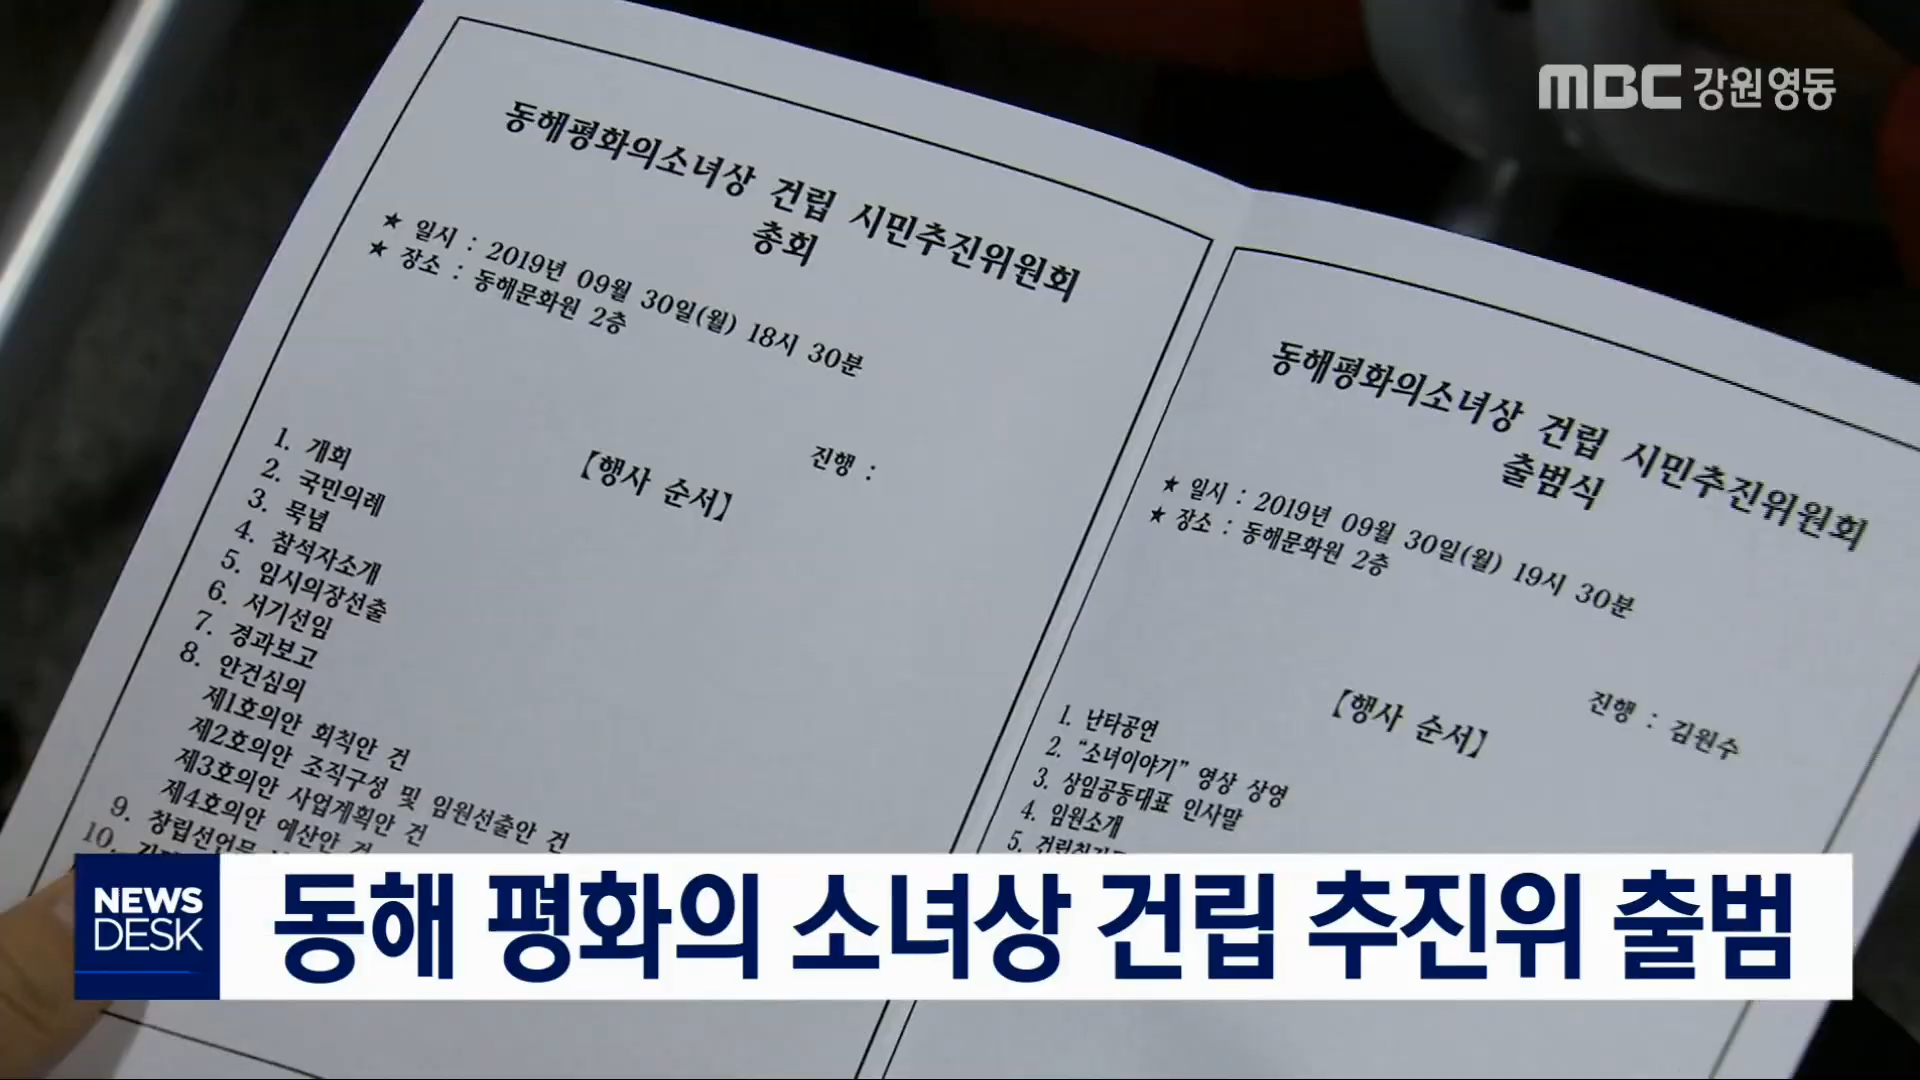 MBC 강원영동
동해평화의소녀상 건립 시민추진위원회
총회
★ 일시 : 2019년 09월 30일(월) 18시 30분
★ 장소 : 동해문화원 2층
진행 :
【행사 순서】
1. 개회
2. 국민의례
3. 묵념
4. 참석자소개
5. 임시의장선출
6. 서기선임
7. 경과보고
8. 안건심의
제1호의안 회칙안 건
제2호의안 조직구성 및 임원선출안 건
제3호의안 사업계획안 건
제4호의안 예산안 건
9. 창립선언문
10.
동해평화의소녀상 건립 시민추진위원회
출범식
★ 일시 : 2019년 09월 30일(월) 19시 30분
★ 장소 : 동해문화원 2층
진행 : 김원수
【행사 순서】
1. 난타공연
2. “소녀이야기” 영상 상영
3. 상임공동대표 인사말
4. 임원소개
5.
NEWS
DESK
동해 평화의 소녀상 건립 추진위 출범